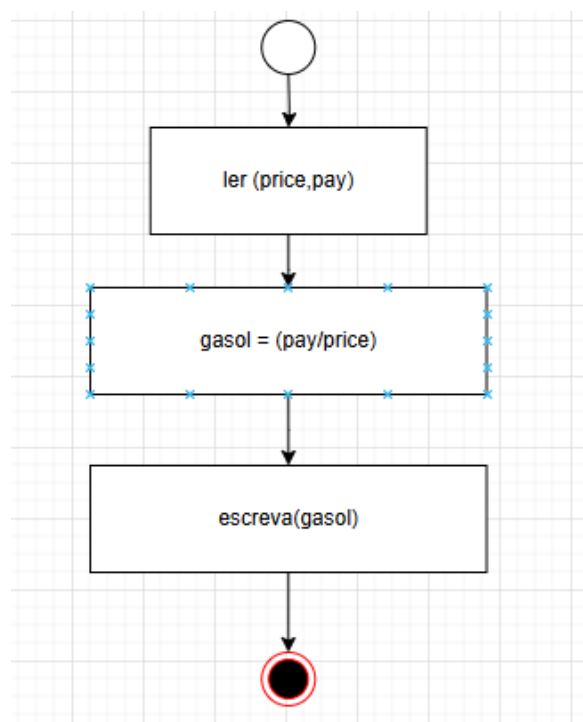 ler (price,pay)
gasol = (pay/price)
escreva(gasol)